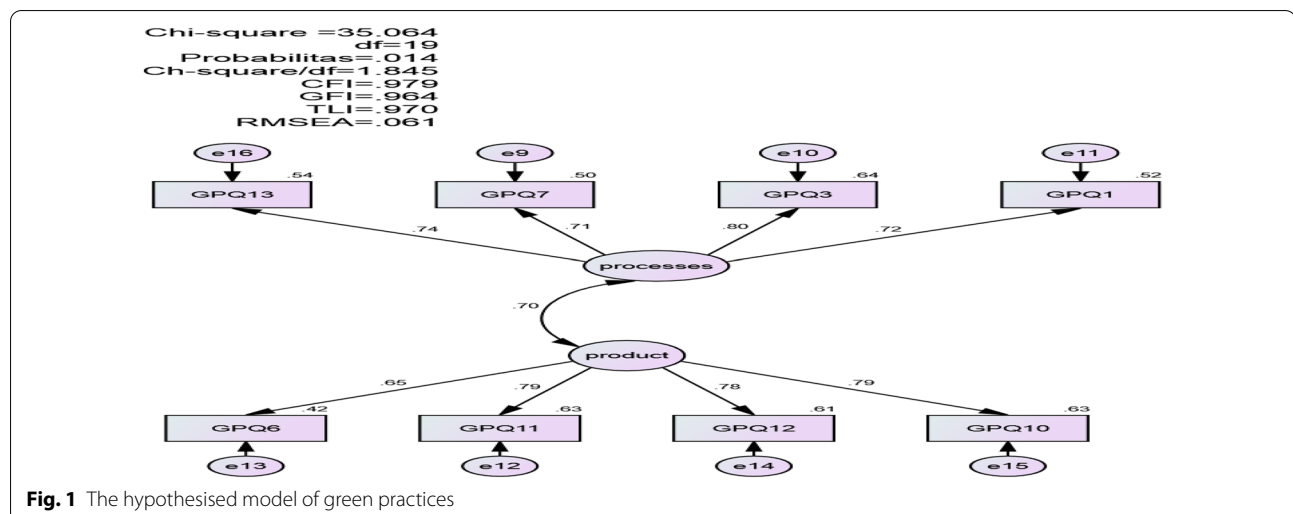 Chi-square =35.064
df=19
Probabilitas=.014
Ch-square/df=1.845
CFI=.979
GFI=.964
TLI=.970
RMSEA=.061
e16 e9 e10 e11
.54 .50 .64 .52
GPQ13 GPQ7 GPQ3 GPQ1
.74 .71 .80 .72
processes
.70
product
.65 .79 .78 .79
.42 .63 .61 .63
GPQ6 GPQ11 GPQ12 GPQ10
e13 e12 e14 e15
Fig. 1 The hypothesised model of green practices